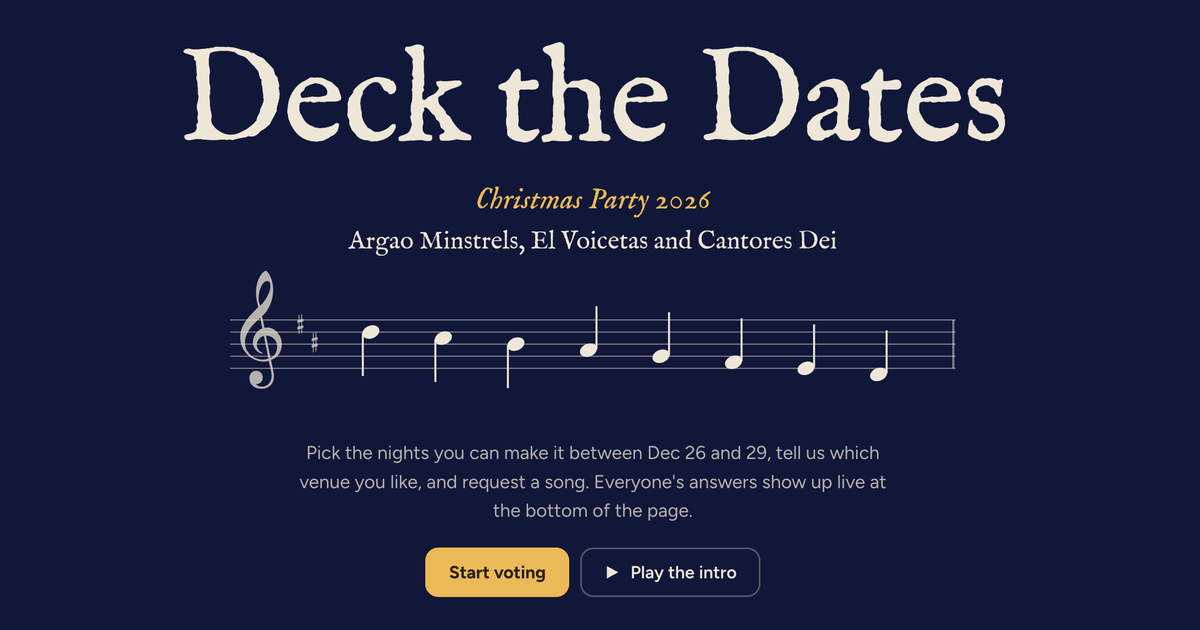 Deck the Dates
Christmas Party 2026
Argao Minstrels, El Voicetas and Cantores Dei
Pick the nights you can make it between Dec 26 and 29, tell us which
venue you like, and request a song. Everyone's answers show up live at
the bottom of the page.
Start voting
Play the intro